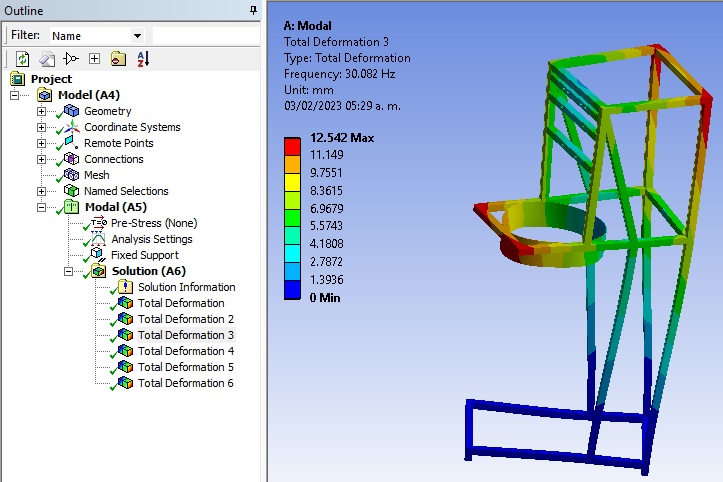 Outline
Filter: Name
Project
Model (A4)
Geometry
Coordinate Systems
Remote Points
Connections
Mesh
Named Selections
Modal (A5)
Pre-Stress (None)
Analysis Settings
Fixed Support
Solution (A6)
Solution Information
Total Deformation
Total Deformation 2
Total Deformation 3
Total Deformation 4
Total Deformation 5
Total Deformation 6
A: Modal
Total Deformation 3
Type: Total Deformation
Frequency: 30.082 Hz
Unit: mm
03/02/2023 05:29 a. m.
12.542 Max
11.149
9.7551
8.3615
6.9679
5.5743
4.1808
2.7872
1.3936
0 Min